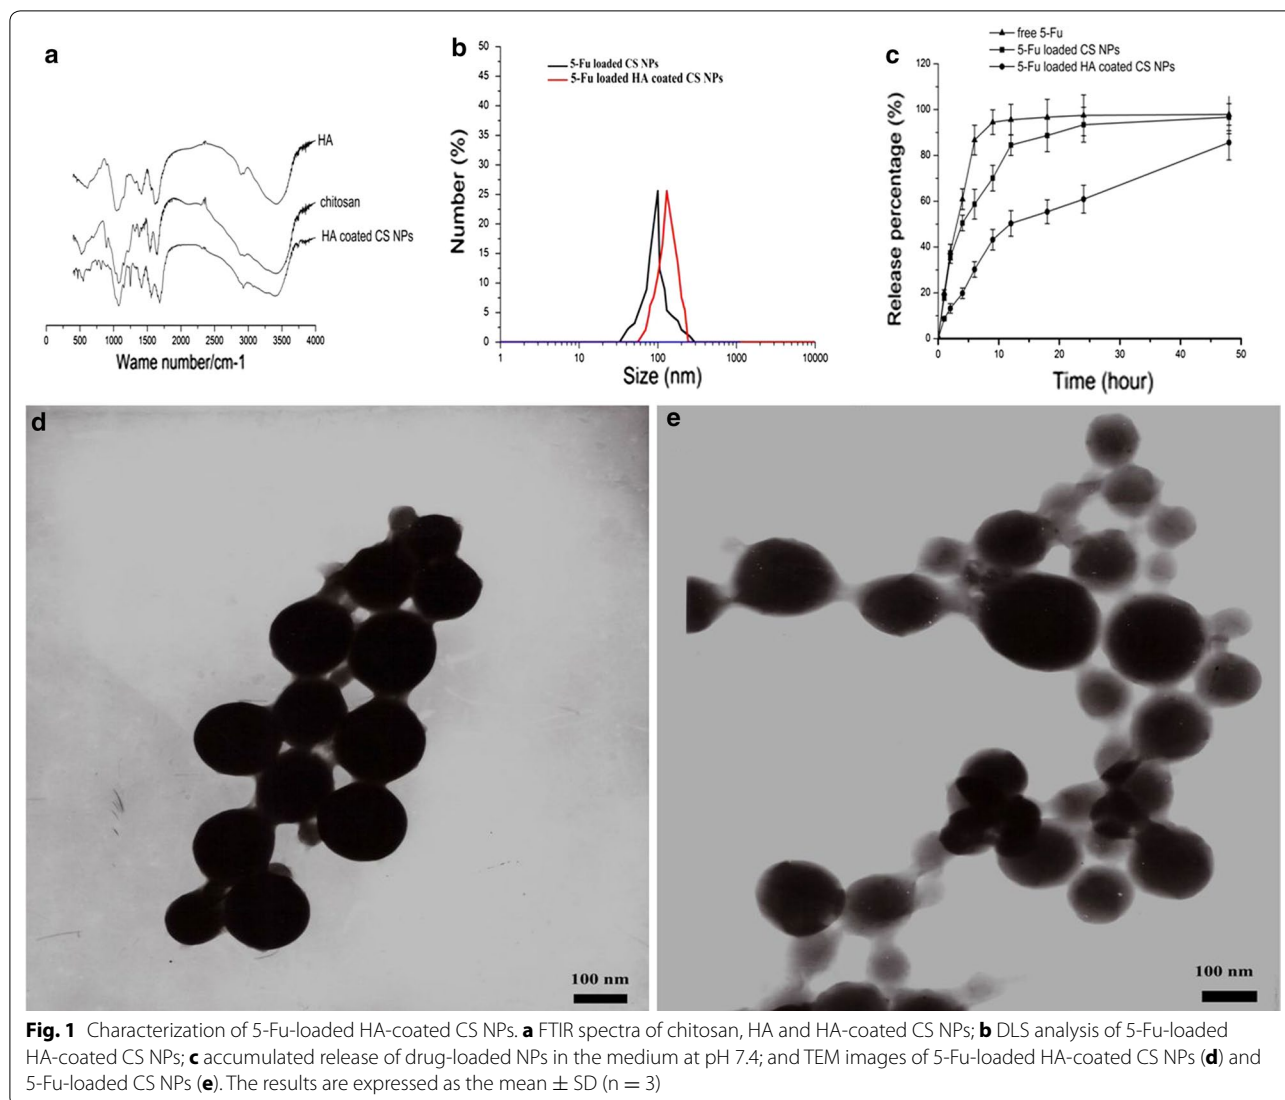 a
HA
chitosan
HA coated CS NPs
0 500 1000 1500 2000 2500 3000 3500 4000
Wame number/cm-1
b
50
45
40
35
30
25
20
15
10
5
0
Number (%)
5-Fu loaded CS NPs
5-Fu loaded HA coated CS NPs
1 10 100 1000 10000
Size (nm)
c
free 5-Fu
5-Fu loaded CS NPs
5-Fu loaded HA coated CS NPs
120
100
80
60
40
20
0
Release percentage (%)
0 10 20 30 40 50
Time (hour)
d
100 nm
e
100 nm
Fig. 1 Characterization of 5-Fu-loaded HA-coated CS NPs. a FTIR spectra of chitosan, HA and HA-coated CS NPs; b DLS analysis of 5-Fu-loaded
HA-coated CS NPs; c accumulated release of drug-loaded NPs in the medium at pH 7.4; and TEM images of 5-Fu-loaded HA-coated CS NPs (d) and
5-Fu-loaded CS NPs (e). The results are expressed as the mean ± SD (n = 3)